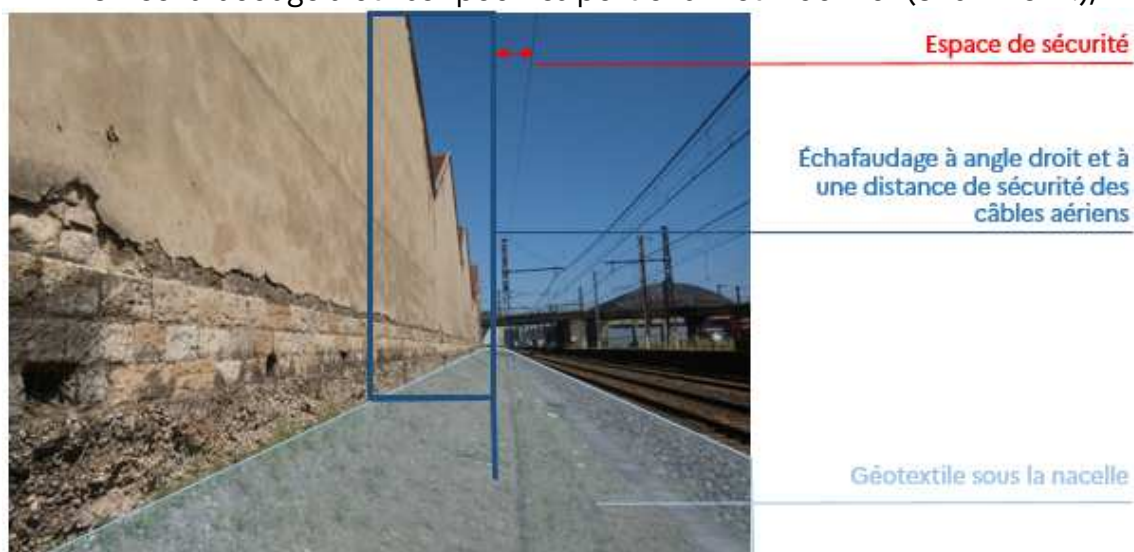 Espace de sécurité
Échafaudage à angle droit et à
une distance de sécurité des
câbles aériens
Géotextile sous la nacelle